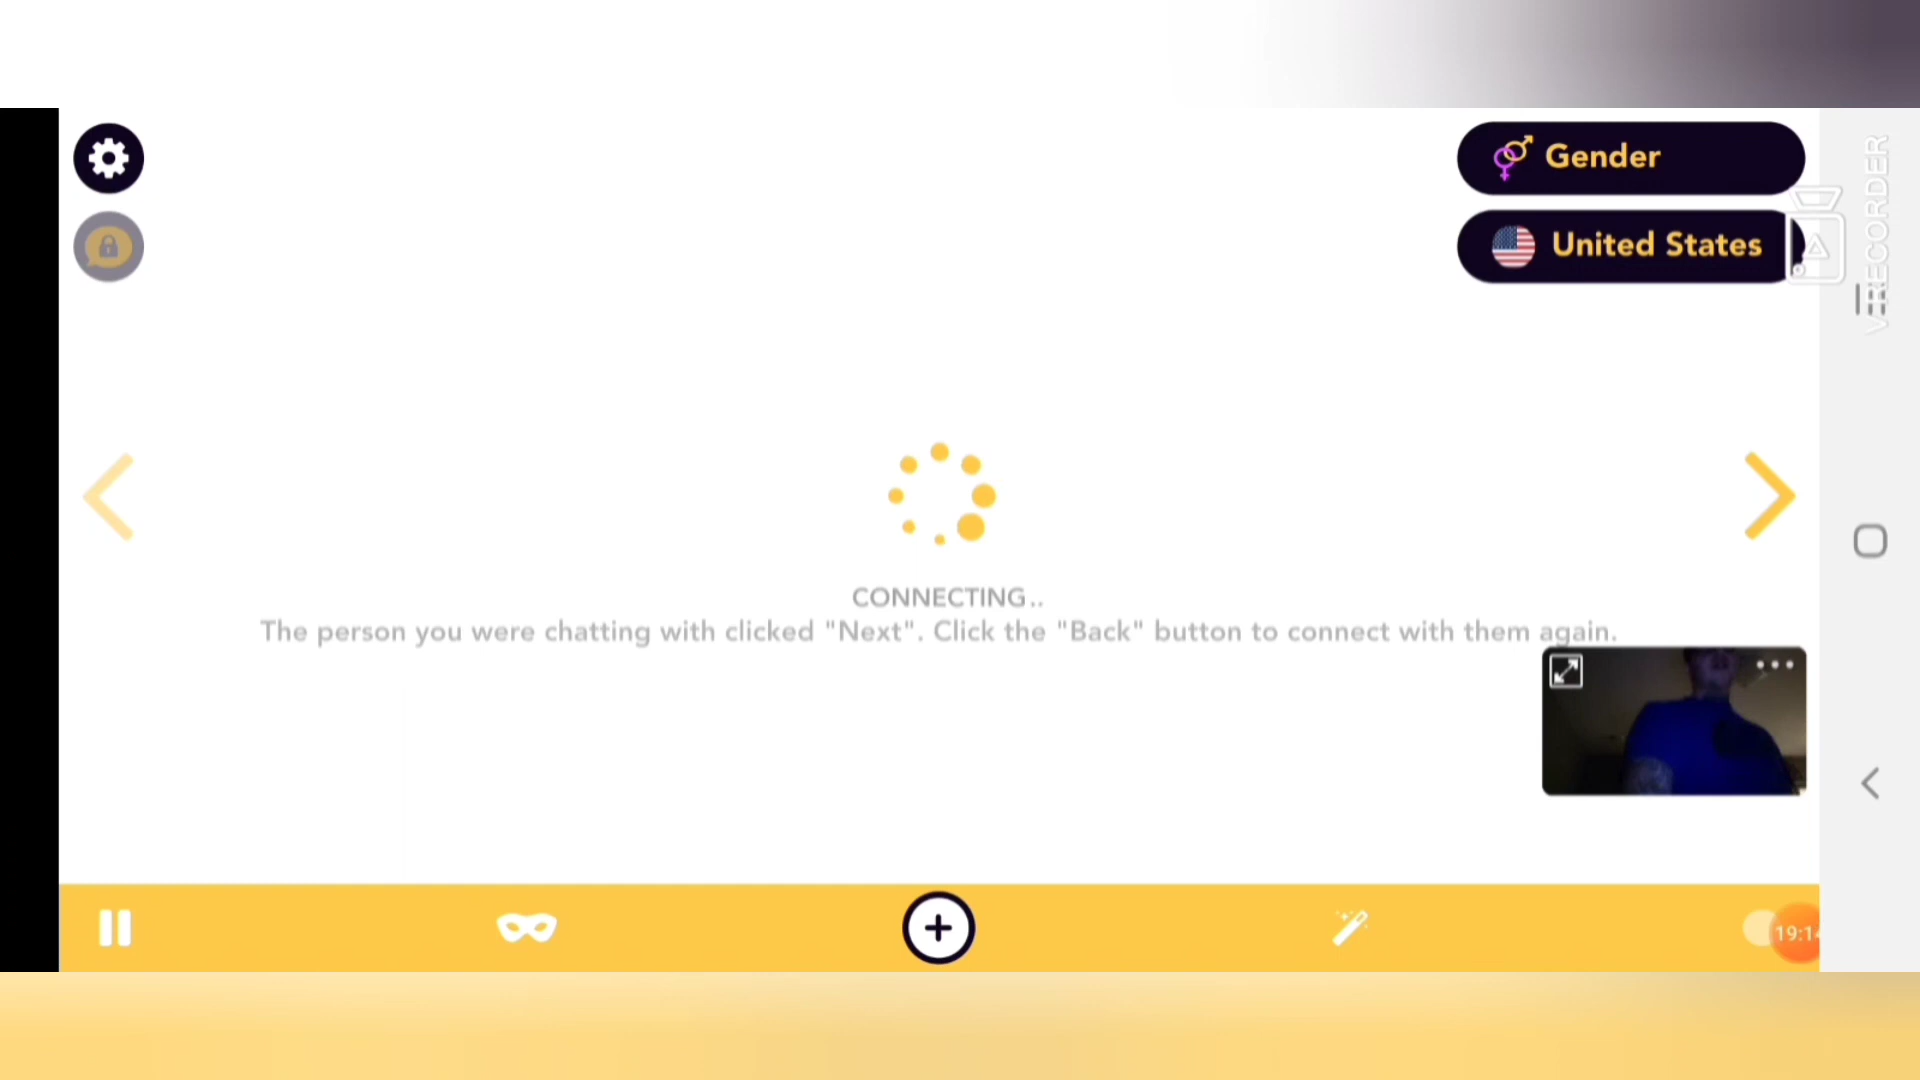 Gender
United States
VRECORDER
CONNECTING..
The person you were chatting with clicked "Next". Click the "Back" button to connect with them again.